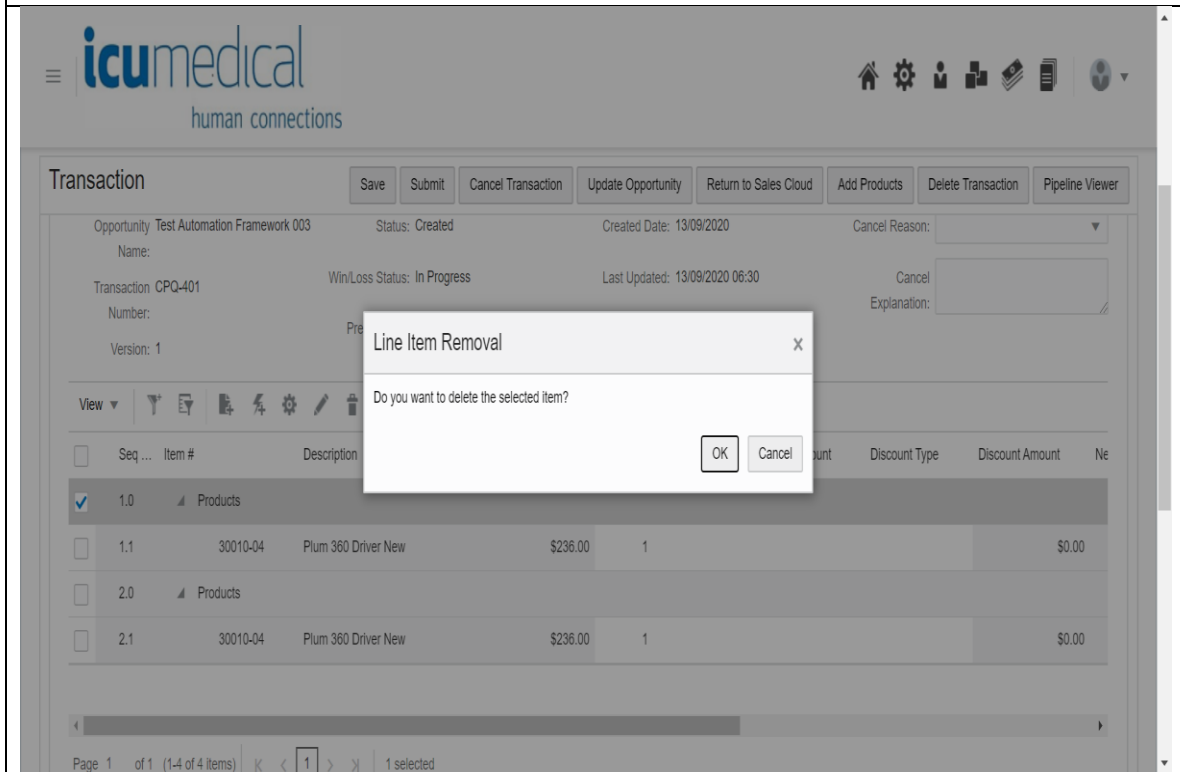 icumedical
human connections
Transaction Save Submit Cancel Transaction Update Opportunity Return to Sales Cloud Add Products Delete Transaction Pipeline Viewer
Opportunity Name: Test Automation Framework 003 Status: Created Created Date: 13/09/2020 Cancel Reason:
Transaction Number: CPQ-401 Win/Loss Status: In Progress Last Updated: 13/09/2020 06:30 Cancel Explanation:
Version: 1 Pre
Line Item Removal x
Do you want to delete the selected item?
OK Cancel
View
Seq ... Item # Description ount Discount Type Discount Amount Ne
1.0 Products
1.1 30010-04 Plum 360 Driver New $236.00 1 $0.00
2.0 Products
2.1 30010-04 Plum 360 Driver New $236.00 1 $0.00
Page 1 of 1 (1-4 of 4 items) K < 1 > >| 1 selected